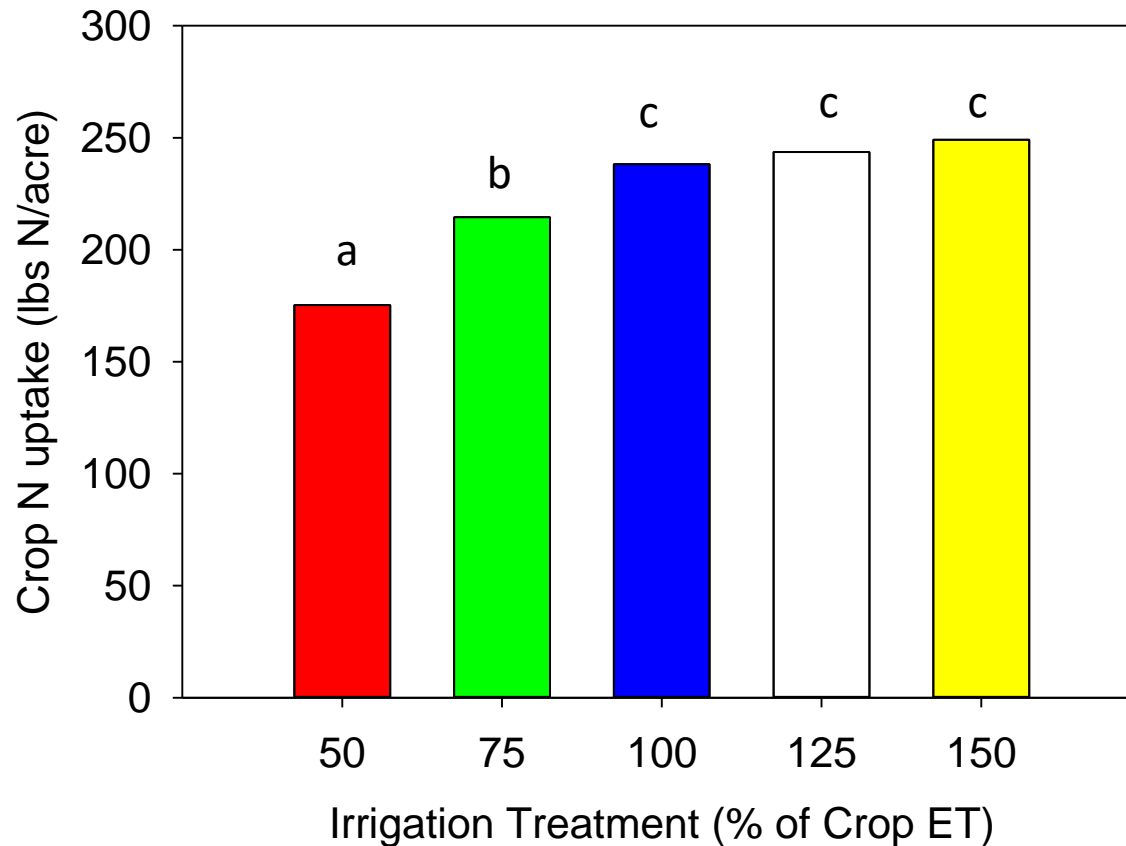 Crop N uptake (lbs N/acre)
300
250
200
150
100
50
0
a
b
c
c
c
50 75 100 125 150
Irrigation Treatment (% of Crop ET)